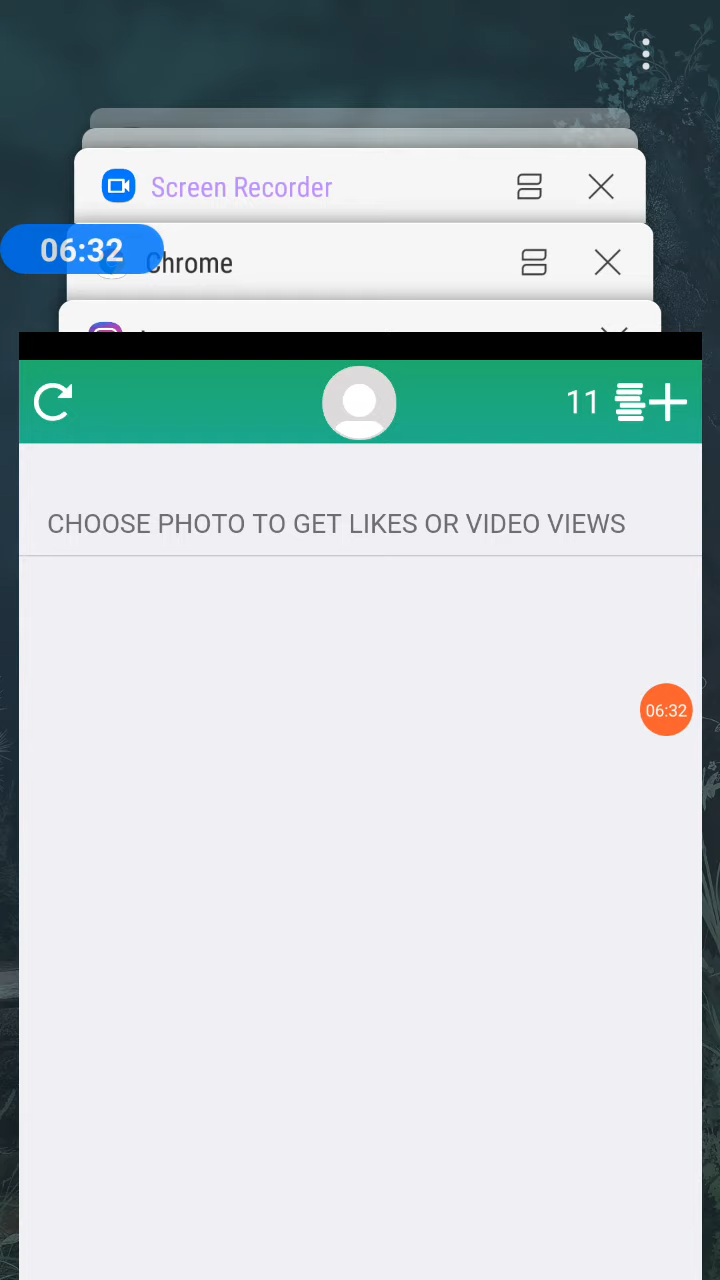 Screen Recorder
06:32
Chrome
11
CHOOSE PHOTO TO GET LIKES OR VIDEO VIEWS
06:32